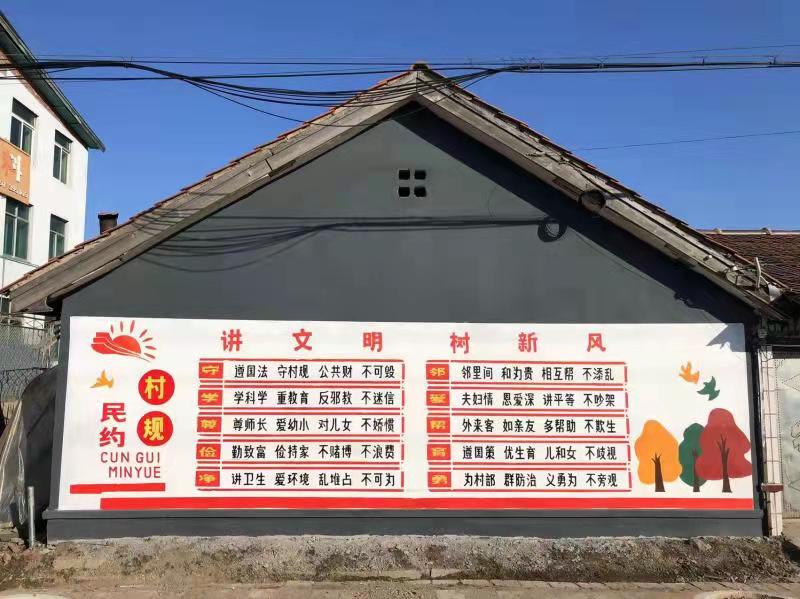 讲文明 树新风
村规
民约
CUN GUI
MINYUE
守 遵国法 守村规 公共财 不可毁
学 学科学 重教育 反邪教 不迷信
尊 尊师长 爱幼小 对儿女 不娇惯
俭 勤致富 俭持家 不赌博 不浪费
净 讲卫生 爱环境 乱堆占 不可为
邻 邻里间 和为贵 相互帮 不添乱
爱 夫妇情 恩爱深 讲平等 不吵架
帮 外来客 如亲友 多帮助 不欺生
育 遵国策 优生育 儿和女 不歧视
勇 为村部 群防治 义勇为 不旁观